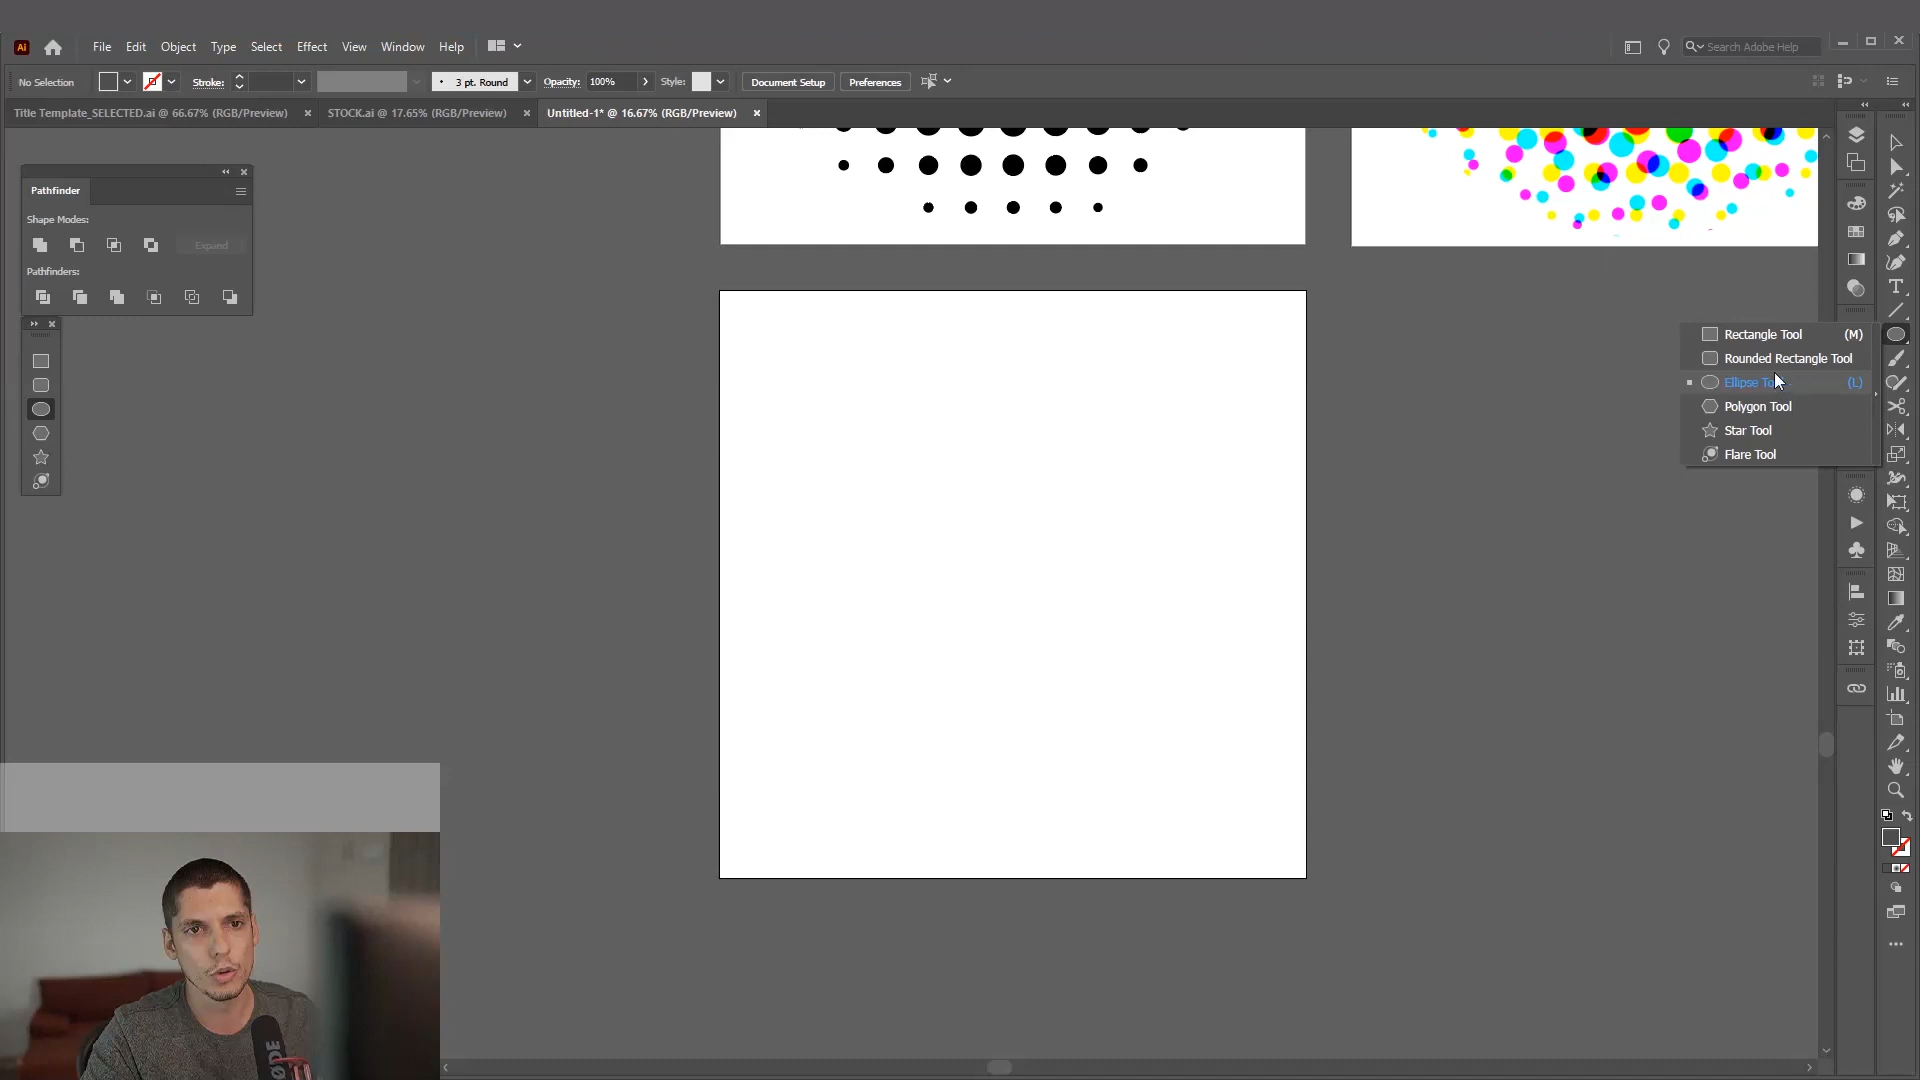 Ai
File Edit Object Type Select Effect View Window Help
Search Adobe Help
No Selection
Stroke:
3 pt. Round
Opacity: 100%
Style:
Document Setup
Preferences
Title Template_SELECTED.ai @ 66.67% (RGB/Preview)
STOCK.ai @ 17.65% (RGB/Preview)
Untitled-1* @ 16.67% (RGB/Preview)
Pathfinder
Shape Modes:
Expand
Pathfinders:
Rectangle Tool (M)
Rounded Rectangle Tool
Ellipse (L)
Polygon Tool
Star Tool
Flare Tool
RØDE